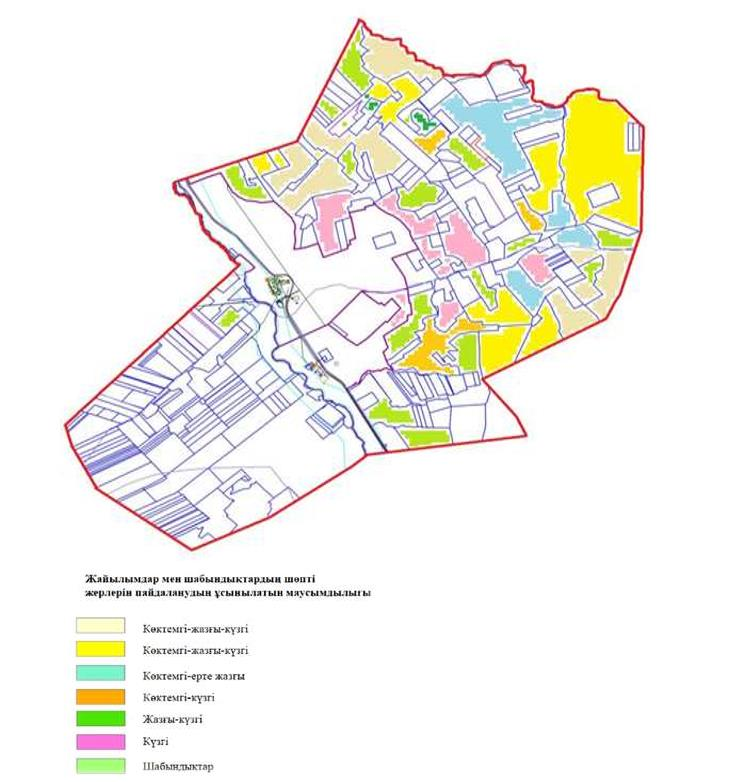 Жайылымдар мен шабындықтардың шөпті
жерлерін пайдаланудың ұсынылатын маусымдылығы
Көктемгі-жазғы-күзгі
Көктемгі-жазғы-күзгі
Көктемгі-ерте жазғы
Көктемгі-күзгі
Жазғы-күзгі
Күзгі
Шабындықтар